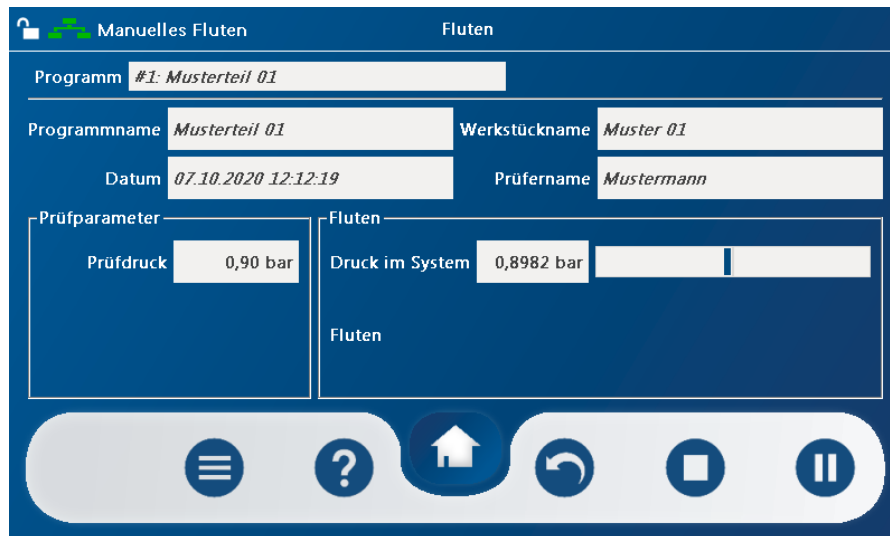 Manuelles Fluten Fluten
Programm #1: Musterteil 01
Programmname Musterteil 01 Werkstückname Muster 01
Datum 07.10.2020 12:12:19 Prüfername Mustermann
Prüfparameter Fluten
Prüfdruck 0,90 bar Druck im System 0,8982 bar
Fluten
?